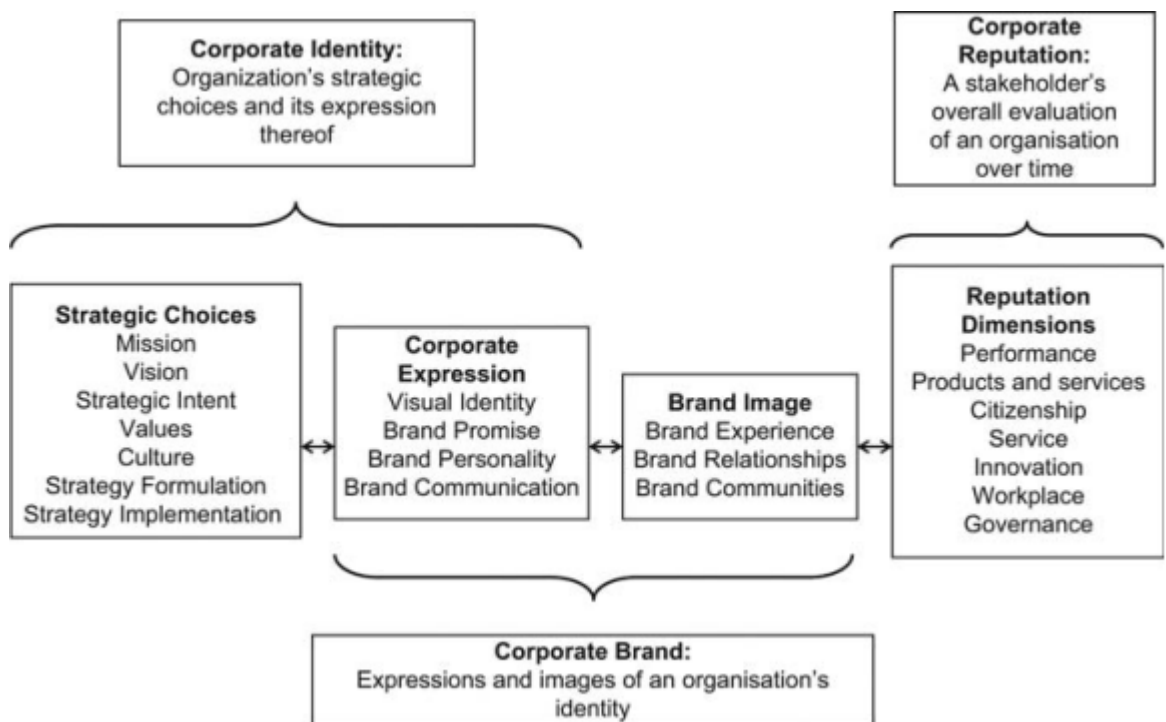 Corporate Identity:
Organization's strategic
choices and its expression
thereof
Corporate
Reputation:
A stakeholder's
overall evaluation
of an organisation
over time
Strategic Choices
Mission
Vision
Strategic Intent
Values
Culture
Strategy Formulation
Strategy Implementation
Corporate
Expression
Visual Identity
Brand Promise
Brand Personality
Brand Communication
Brand Image
Brand Experience
Brand Relationships
Brand Communities
Reputation
Dimensions
Performance
Products and services
Citizenship
Service
Innovation
Workplace
Governance
Corporate Brand:
Expressions and images of an organisation's
identity